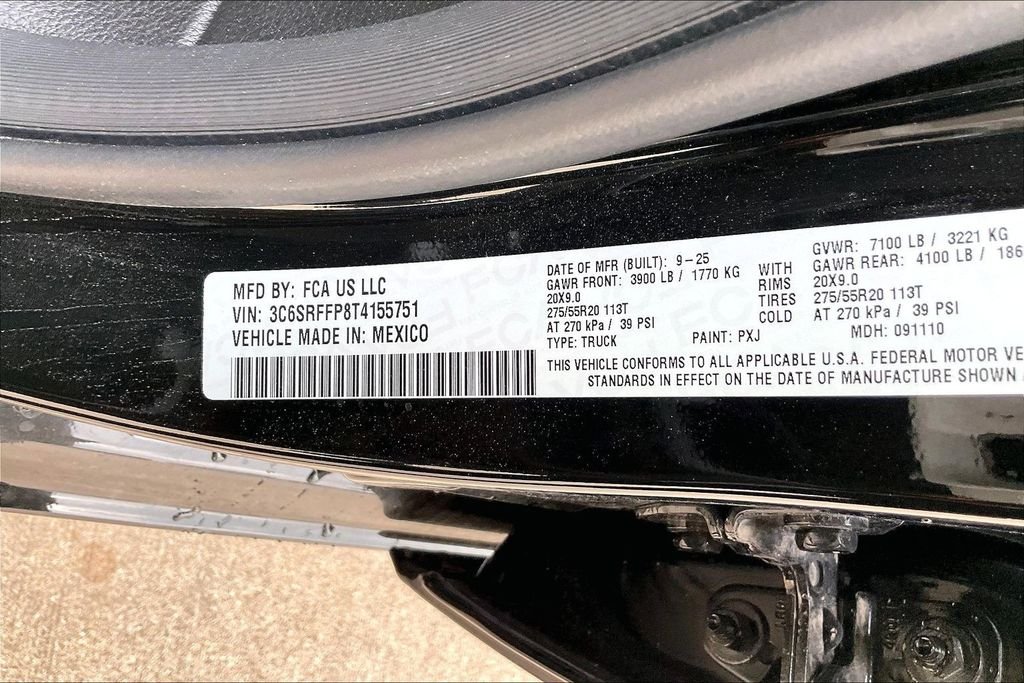 MFD BY: FCA US LLC
VIN: 3C6SRFFP8T4155751
VEHICLE MADE IN: MEXICO
DATE OF MFR (BUILT): 9-25
GAWR FRONT: 3900 LB / 1770 KG
20X9.0
275/55R20 113T
AT 270 kPa / 39 PSI
TYPE: TRUCK
WITH
RIMS
TIRES
COLD
GVWR: 7100 LB / 3221 KG
GAWR REAR: 4100 LB / 186
20X9.0
275/55R20 113T
AT 270 kPa / 39 PSI
PAINT: PXJ
MDH: 091110
THIS VEHICLE CONFORMS TO ALL APPLICABLE U.S.A. FEDERAL MOTOR VE
STANDARDS IN EFFECT ON THE DATE OF MANUFACTURE SHOWN